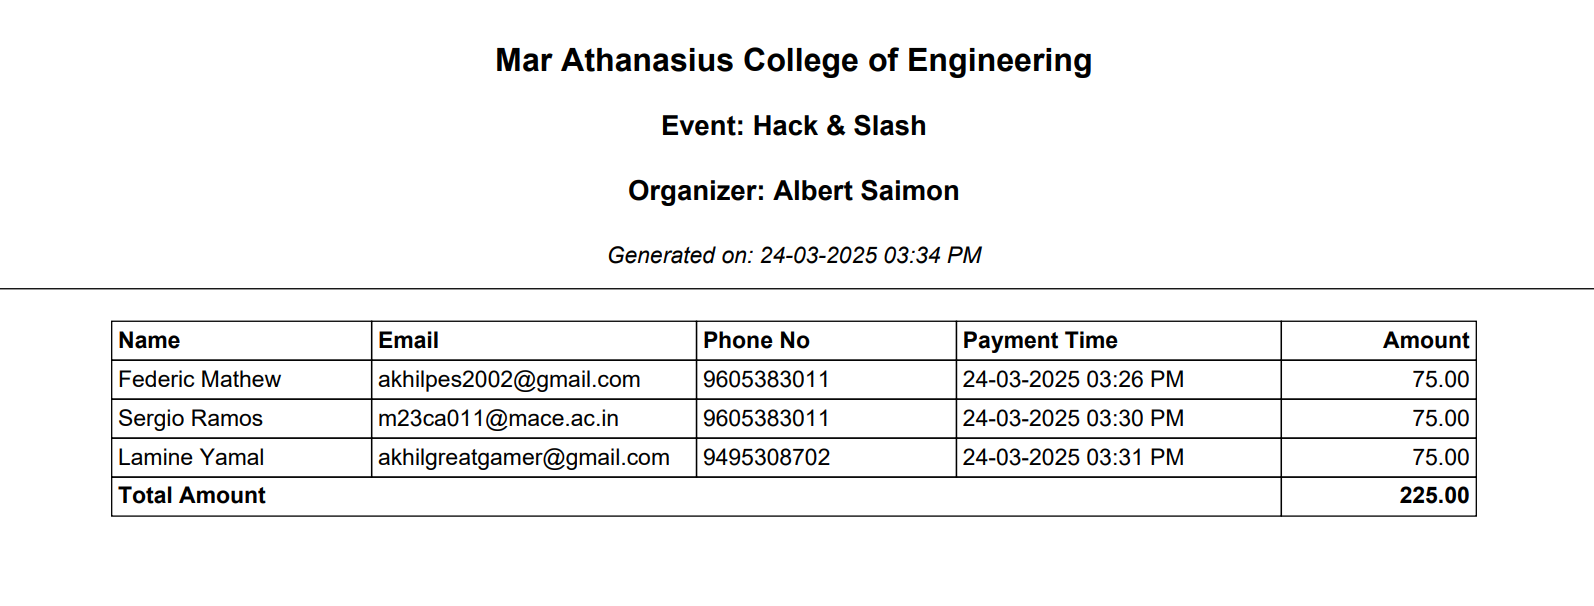 Mar Athanasius College of Engineering
Event: Hack & Slash
Organizer: Albert Saimon
Generated on: 24-03-2025 03:34 PM
Name Email Phone No Payment Time Amount
Federic Mathew akhilpes2002@gmail.com 9605383011 24-03-2025 03:26 PM 75.00
Sergio Ramos m23ca011@mace.ac.in 9605383011 24-03-2025 03:30 PM 75.00
Lamine Yamal akhilgreatgamer@gmail.com 9495308702 24-03-2025 03:31 PM 75.00
Total Amount 225.00